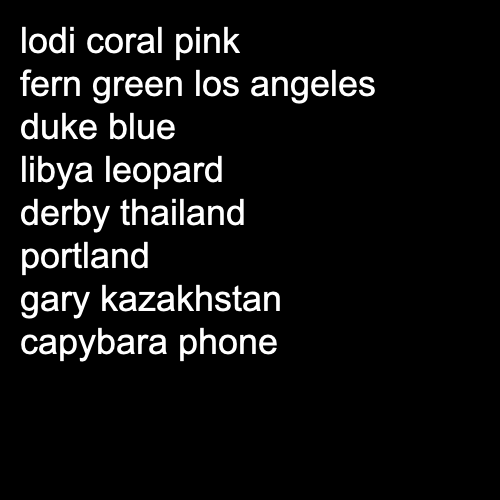 lodi coral pink
fern green los angeles
duke blue
libya leopard
derby thailand
portland
gary kazakhstan
capybara phone